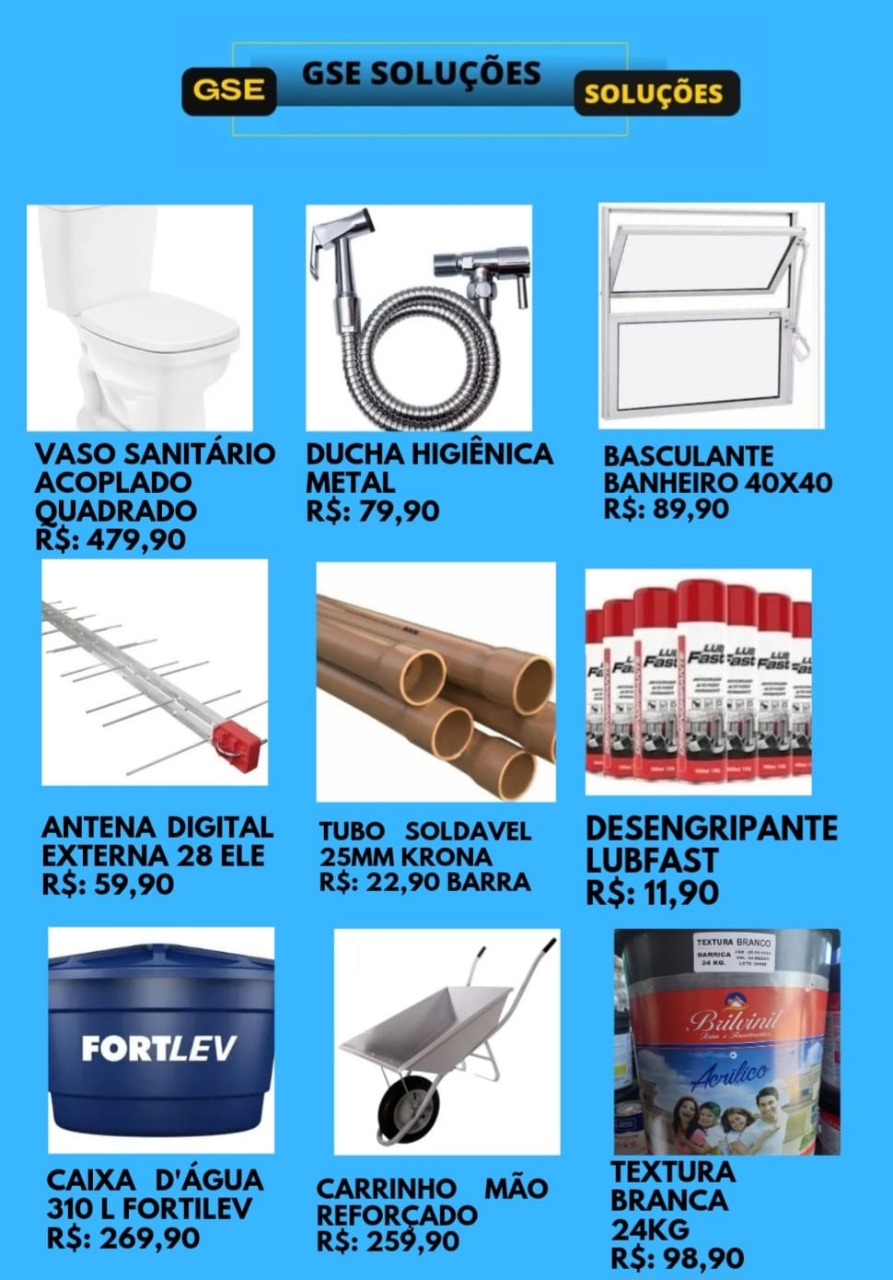 GSE
GSE SOLUÇÕES
SOLUÇÕES
VASO SANITÁRIO
ACOPLADO
QUADRADO
R$: 479,90
DUCHA HIGIÊNICA
METAL
R$: 79,90
BASCULANTE
BANHEIRO 40X40
R$: 89,90
LUB
Fast
DESENGRIPANTE
ANTENA DIGITAL
EXTERNA 28 ELE
R$: 59,90
TUBO SOLDAVEL
25MM KRONA
R$: 22,90 BARRA
DESENGRIPANTE
LUBFAST
R$: 11,90
FORTLEV
TEXTURA BRANCO
BARRICA
24 KG.
Brilvinil
Acrílico
CAIXA D'ÁGUA
310 L FORTILEV
R$: 269,90
CARRINHO MÃO
REFORÇADO
R$: 259,90
TEXTURA
BRANCA
24KG
R$: 98,90